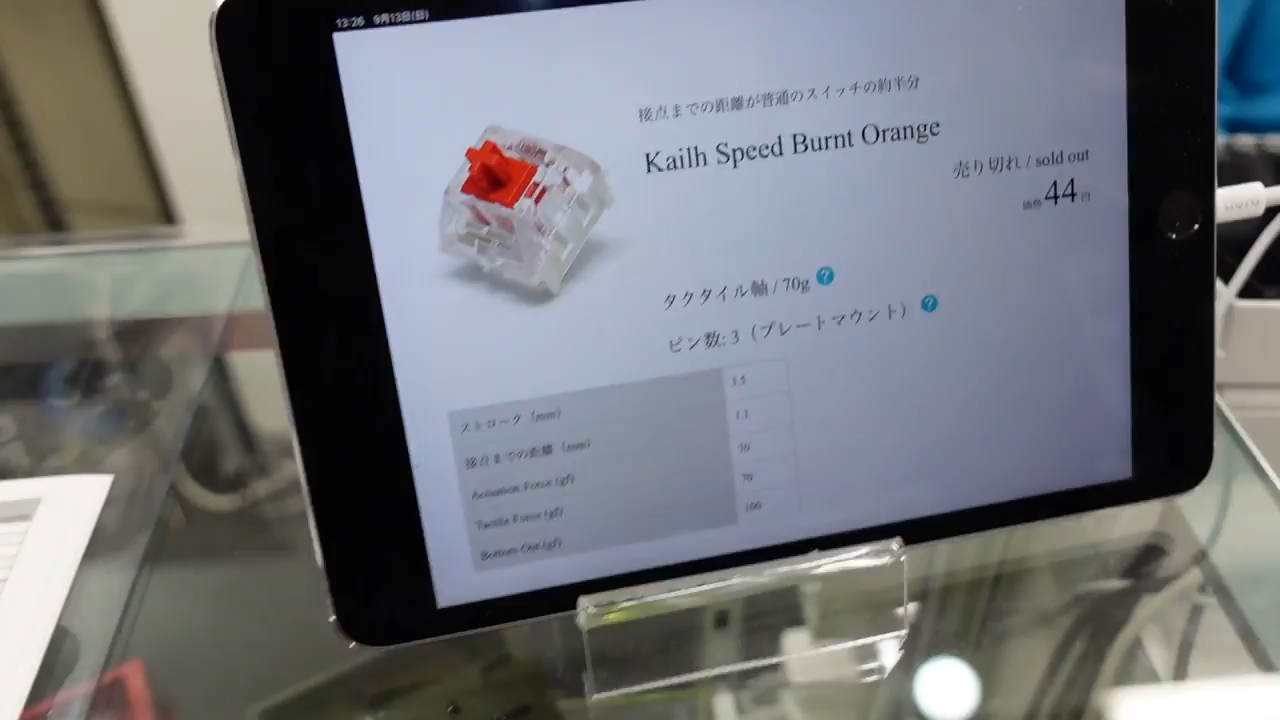 13:26 9月13日(日)
接点までの距離が普通のスイッチの約半分
Kailh Speed Burnt Orange
売り切れ / sold out
価格 44 円
タクタイル軸 / 70g ?
ピン数: 3（プレートマウント） ?
ストローク (mm) 3.5
接点までの距離 (mm) 1.1
Actuation Force (gf) 70
Tactile Force (gf) 70
Bottom Out (gf) 100